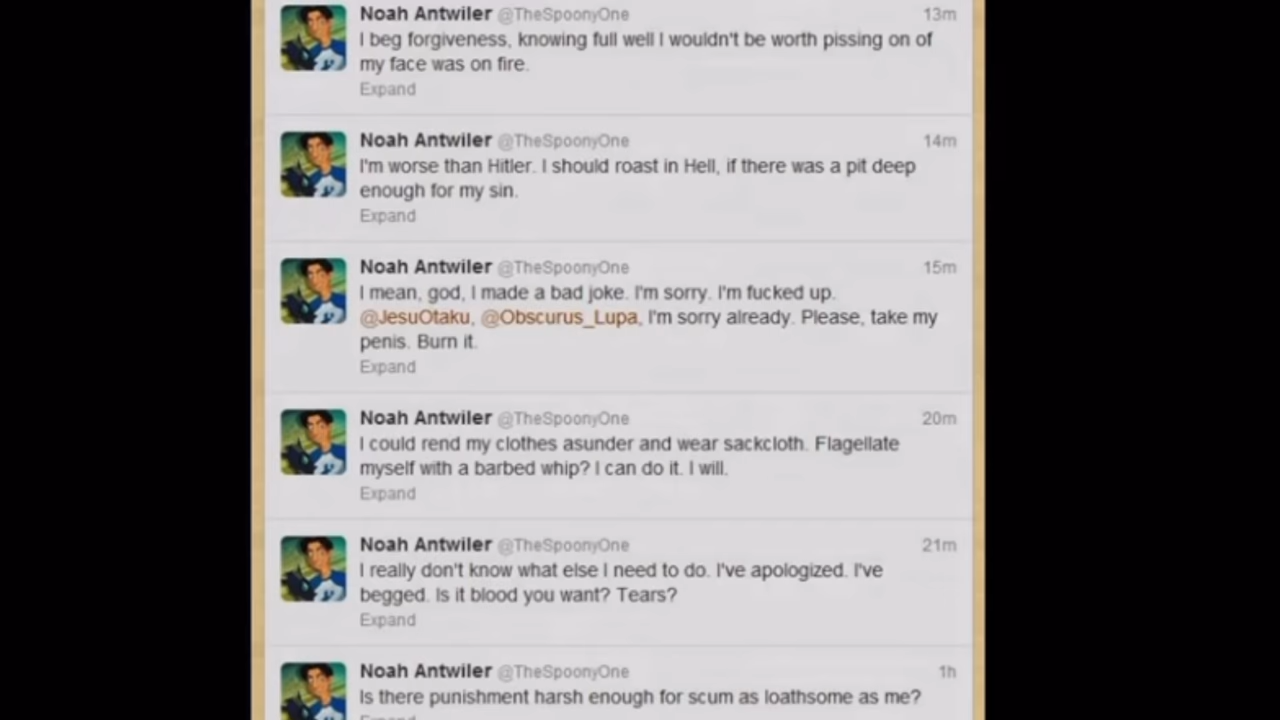 Noah Antwiler @TheSpoonyOne 13m
I beg forgiveness, knowing full well I wouldn't be worth pissing on of
my face was on fire.
Expand
Noah Antwiler @TheSpoonyOne 14m
I'm worse than Hitler. I should roast in Hell, if there was a pit deep
enough for my sin.
Expand
Noah Antwiler @TheSpoonyOne 15m
I mean, god, I made a bad joke. I'm sorry. I'm fucked up.
@JesuOtaku, @Obscurus_Lupa, I'm sorry already. Please, take my
penis. Burn it.
Expand
Noah Antwiler @TheSpoonyOne 20m
I could rend my clothes asunder and wear sackcloth. Flagellate
myself with a barbed whip? I can do it. I will.
Expand
Noah Antwiler @TheSpoonyOne 21m
I really don't know what else I need to do. I've apologized. I've
begged. Is it blood you want? Tears?
Expand
Noah Antwiler @TheSpoonyOne 1h
Is there punishment harsh enough for scum as loathsome as me?
Expand